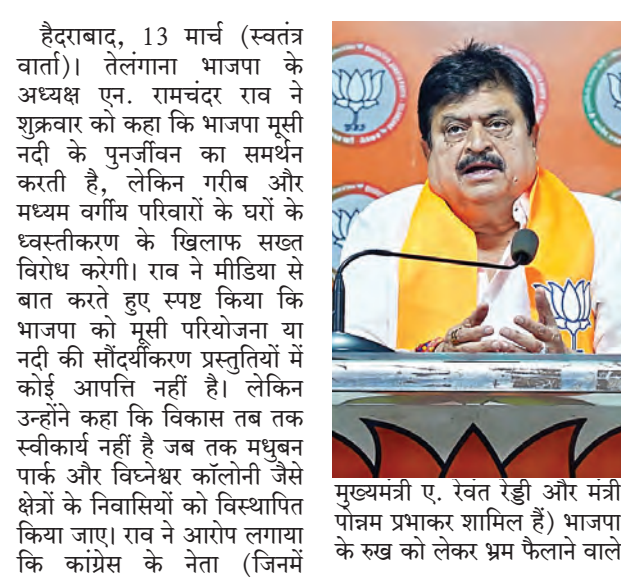 हैदराबाद, 13 मार्च (स्वतंत्र
वार्ता)। तेलंगाना भाजपा के
अध्यक्ष एन. रामचंदर राव ने
शुक्रवार को कहा कि भाजपा मूसी
नदी के पुनर्जीवन का समर्थन
करती है, लेकिन गरीब और
मध्यम वर्गीय परिवारों के घरों के
ध्वस्तीकरण के खिलाफ सख्त
विरोध करेगी। राव ने मीडिया से
बात करते हुए स्पष्ट किया कि
भाजपा को मूसी परियोजना या
नदी की सौंदर्यीकरण प्रस्तुतियों में
कोई आपत्ति नहीं है। लेकिन
उन्होंने कहा कि विकास तब तक
स्वीकार्य नहीं है जब तक मधुबन
पार्क और विघ्नेश्वर कॉलोनी जैसे
क्षेत्रों के निवासियों को विस्थापित
किया जाए। राव ने आरोप लगाया
कि कांग्रेस के नेता (जिनमें
मुख्यमंत्री ए. रेवंत रेड्डी और मंत्री
पोन्नम प्रभाकर शामिल हैं) भाजपा
के रुख को लेकर भ्रम फैलाने वाले